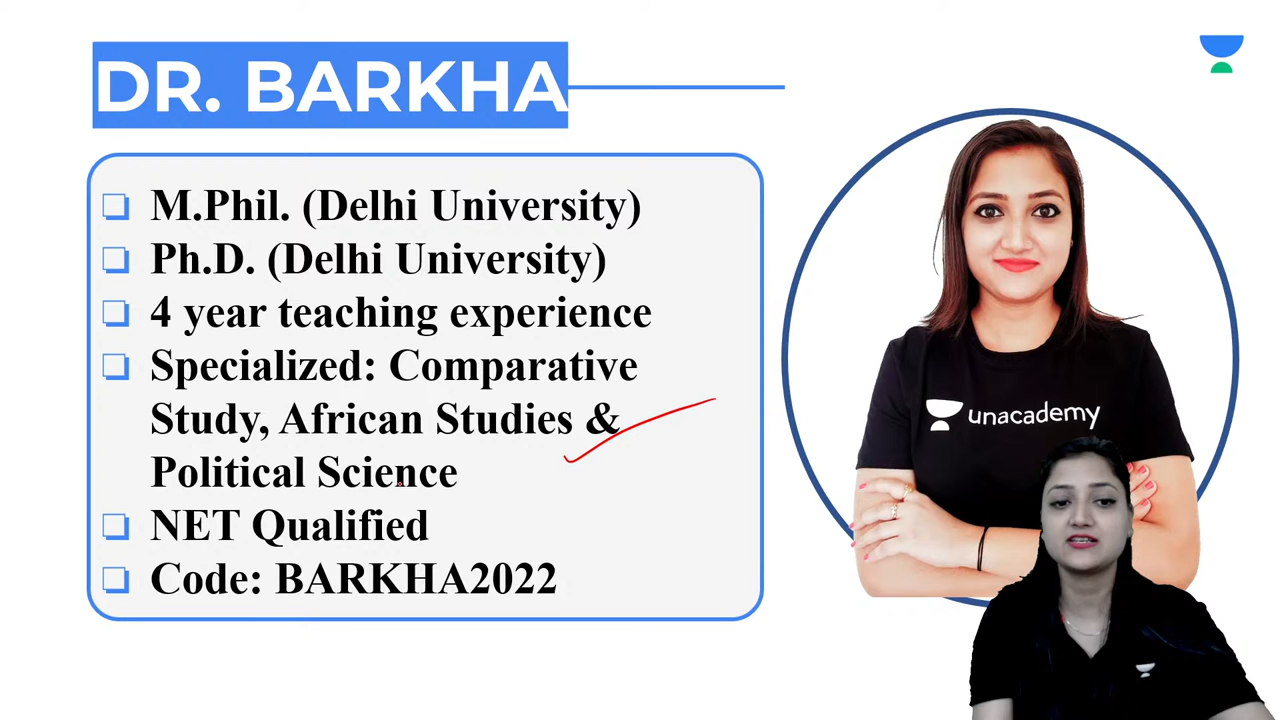 DR. BARKHA
M.Phil. (Delhi University)
Ph.D. (Delhi University)
4 year teaching experience
Specialized: Comparative
Study, African Studies &
Political Science
NET Qualified
Code: BARKHA2022
unacademy